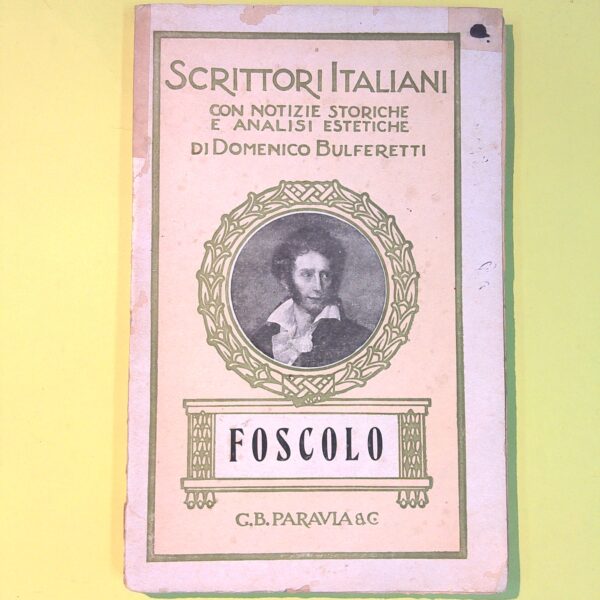 SCRITTORI ITALIANI
CON NOTIZIE STORICHE
E ANALISI ESTETICHE
DI DOMENICO BULFERETTI
FOSCOLO
G.B. PARAVIA & C.